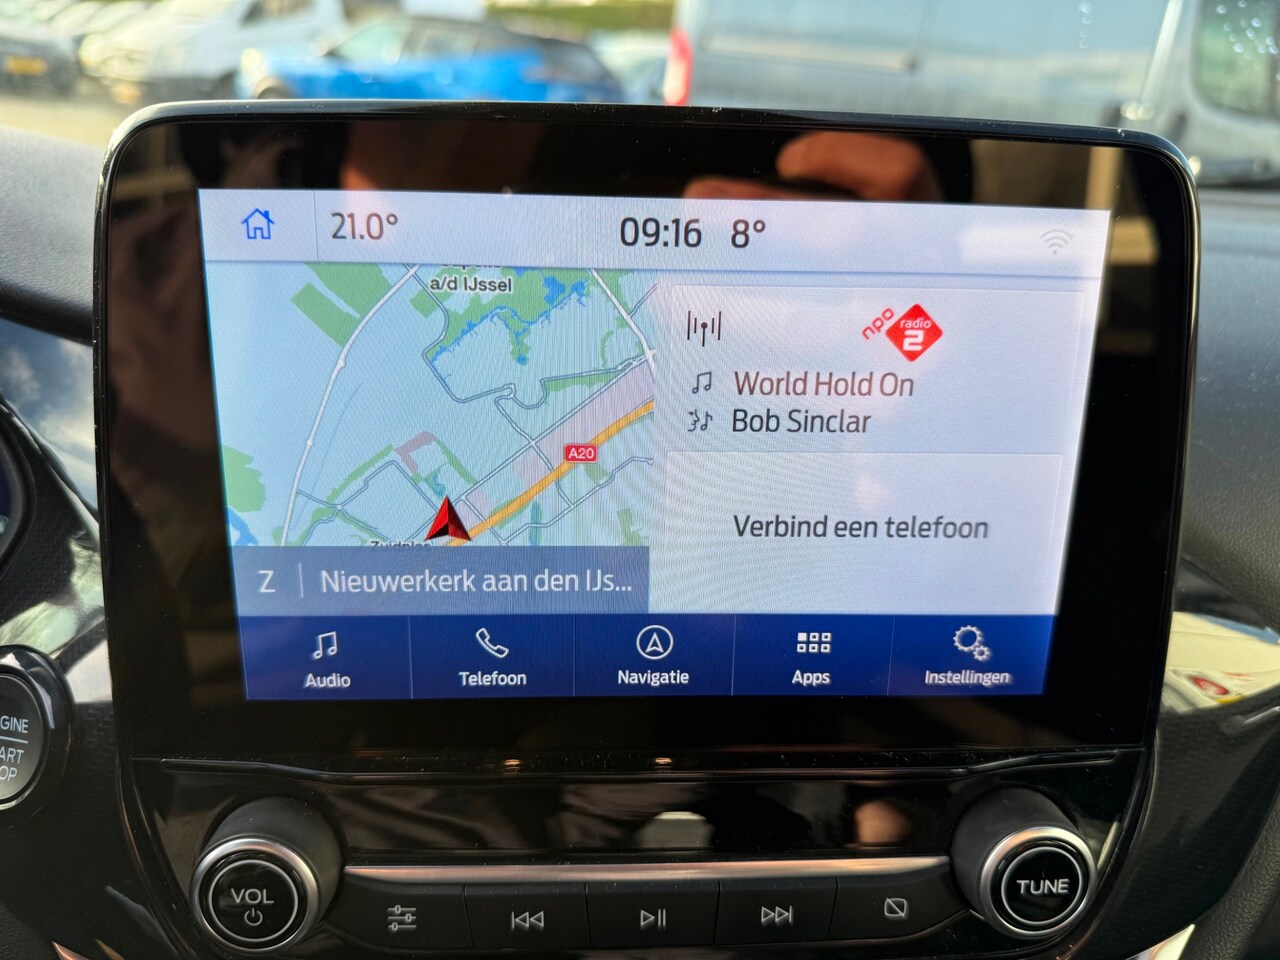 21.0°
09:16 8°
a/d IJssel
A20
Z Nieuwerkerk aan den IJs...
npo radio 2
World Hold On
Bob Sinclar
Verbind een telefoon
Audio
Telefoon
Navigatie
Apps
Instellingen
VOL
TUNE